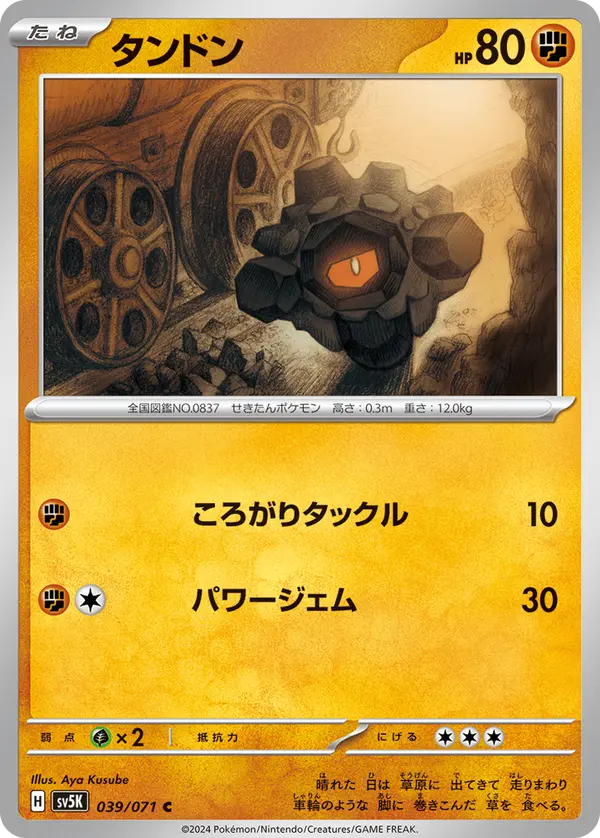 たね
タンドン
HP 80
全国図鑑NO.0837 せきたんポケモン 高さ:0.3m 重さ:12.0kg
ころがりタックル 10
パワージェム 30
弱点 ×2 抵抗力 にげる
Illus. Aya Kusube
H sv5K 039/071 C
晴れた 日は 草原に 出てきて 走りまわり
車輪のような 脚に 巻きこんだ 草を 食べる。
©2024 Pokémon/Nintendo/Creatures/GAME FREAK.